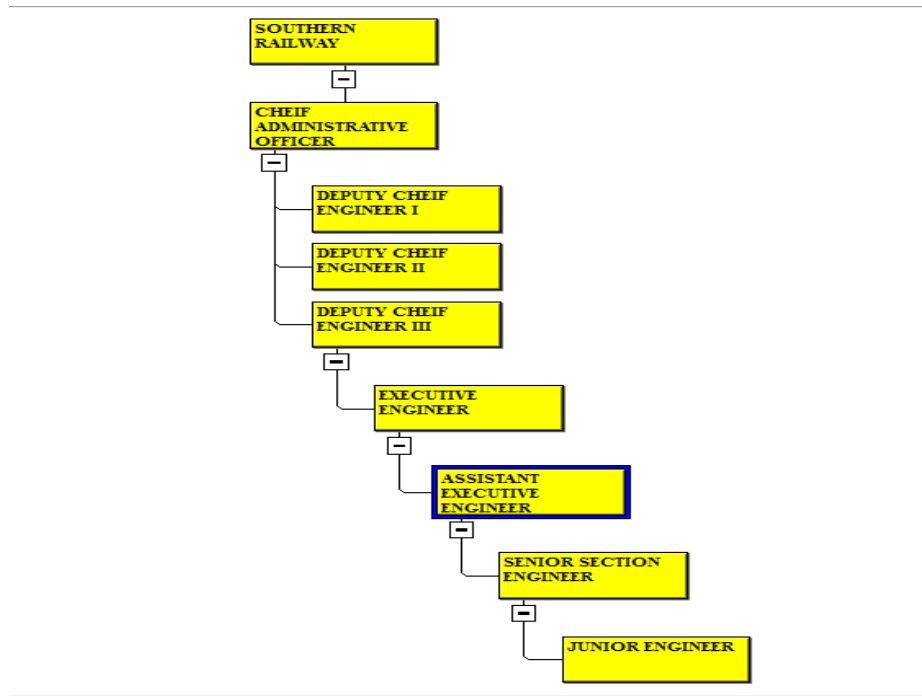 SOUTHERN
RAILWAY
CHEIF
ADMINISTRATIVE
OFFICER
DEPUTY CHEIF
ENGINEER I
DEPUTY CHEIF
ENGINEER II
DEPUTY CHEIF
ENGINEER III
EXECUTIVE
ENGINEER
ASSISTANT
EXECUTIVE
ENGINEER
SENIOR SECTION
ENGINEER
JUNIOR ENGINEER